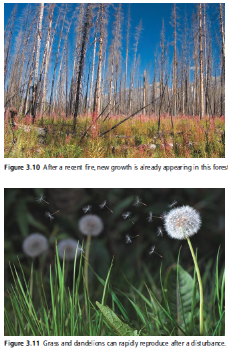 Figure 3.10 After a recent fire, new growth is already appearing in this forest
Figure 3.11 Grass and dandelions can rapidly reproduce after a disturbance.